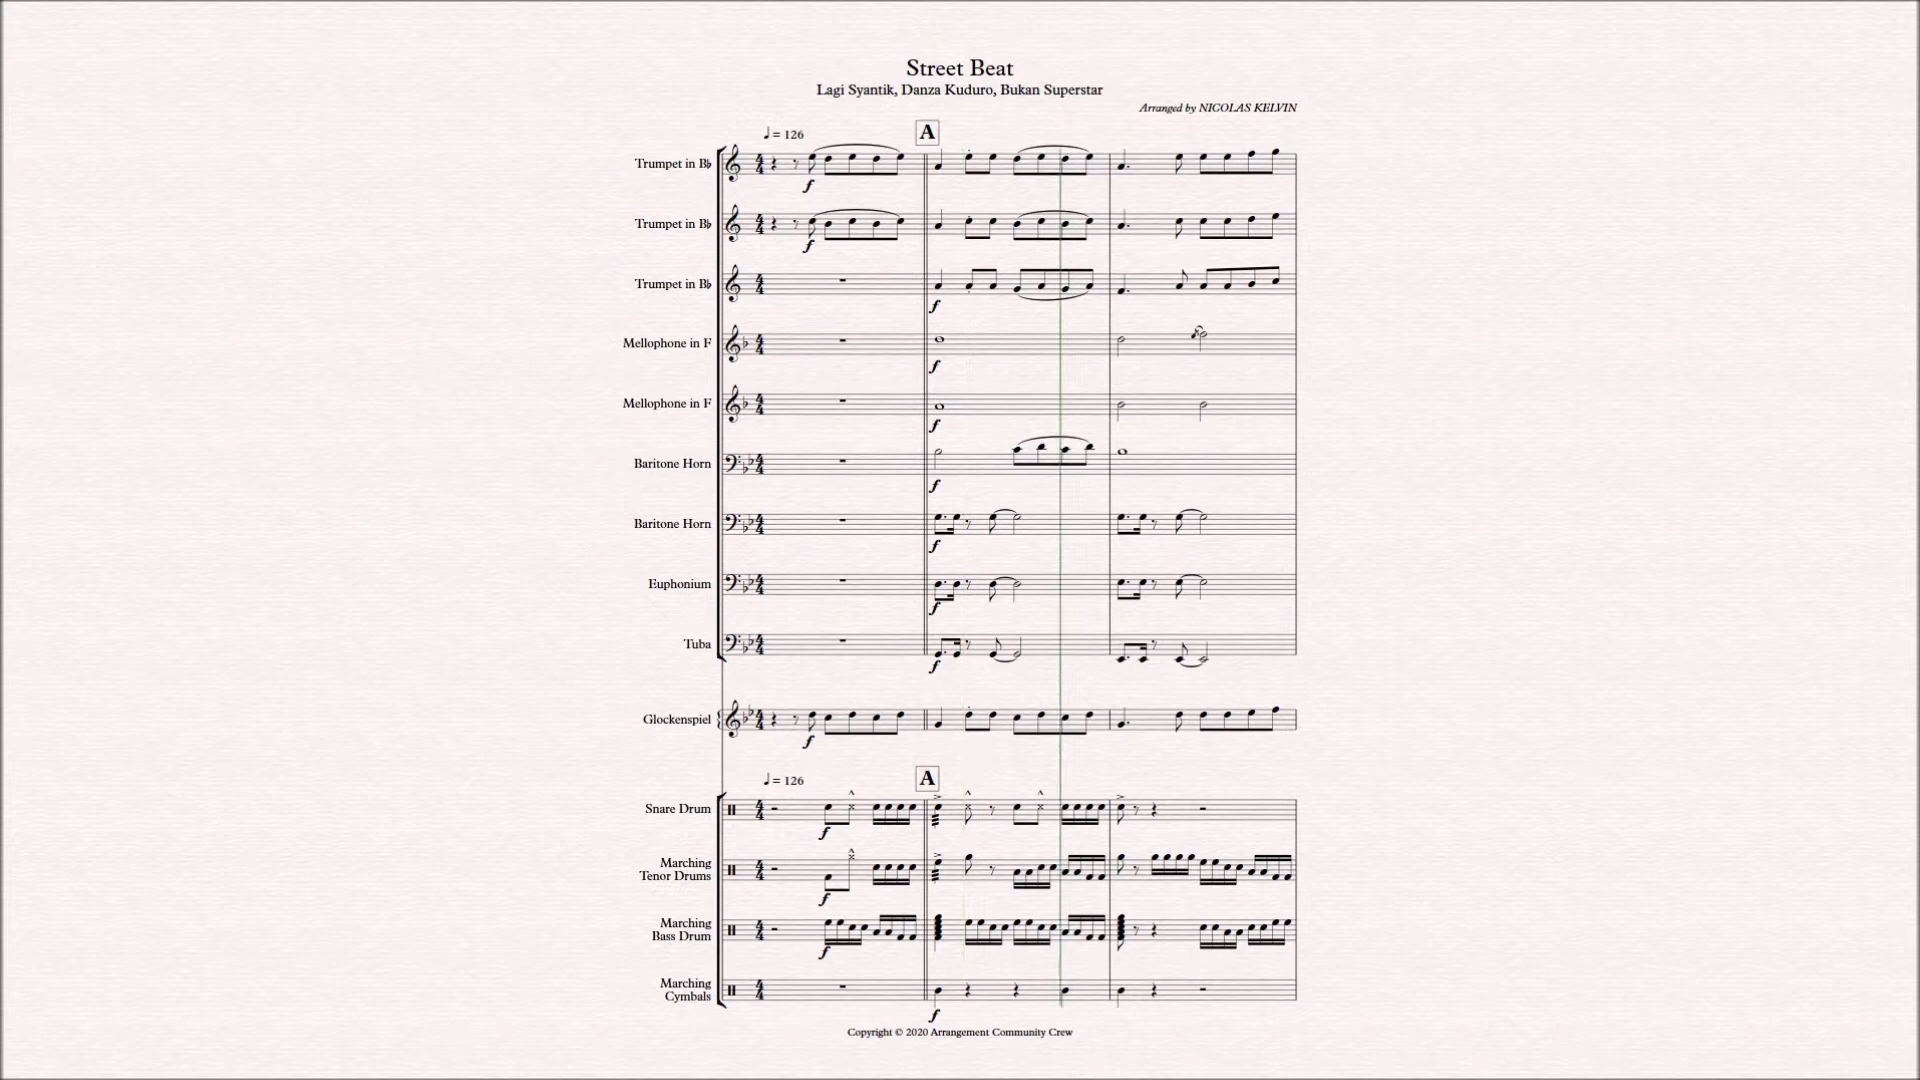 Street Beat
Lagi Syantik, Danza Kuduro, Bukan Superstar
Arranged by NICOLAS KELVIN
♩ = 126
A
Trumpet in B♭
f
Trumpet in B♭
f
Trumpet in B♭
f
Mellophone in F
f
Mellophone in F
f
Baritone Horn
f
Baritone Horn
f
Euphonium
f
Tuba
f
Glockenspiel
f
♩ = 126
A
Snare Drum
f
Marching
Tenor Drums
f
Marching
Bass Drum
f
Marching
Cymbals
f
Copyright © 2020 Arrangement Community Crew